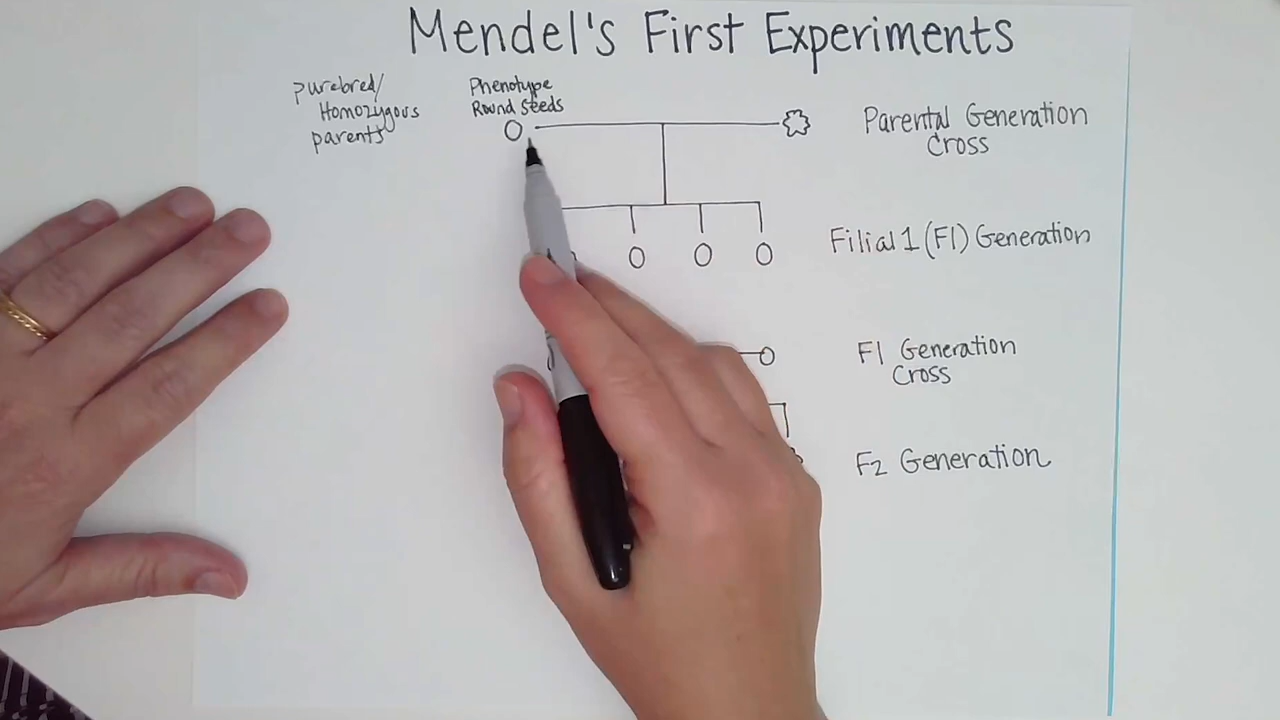 Mendel's First Experiments
purebred/
Homozygous
parents
Phenotype
Round Seeds
Parental Generation
Cross
Filial 1 (F1) Generation
F1 Generation
Cross
F2 Generation